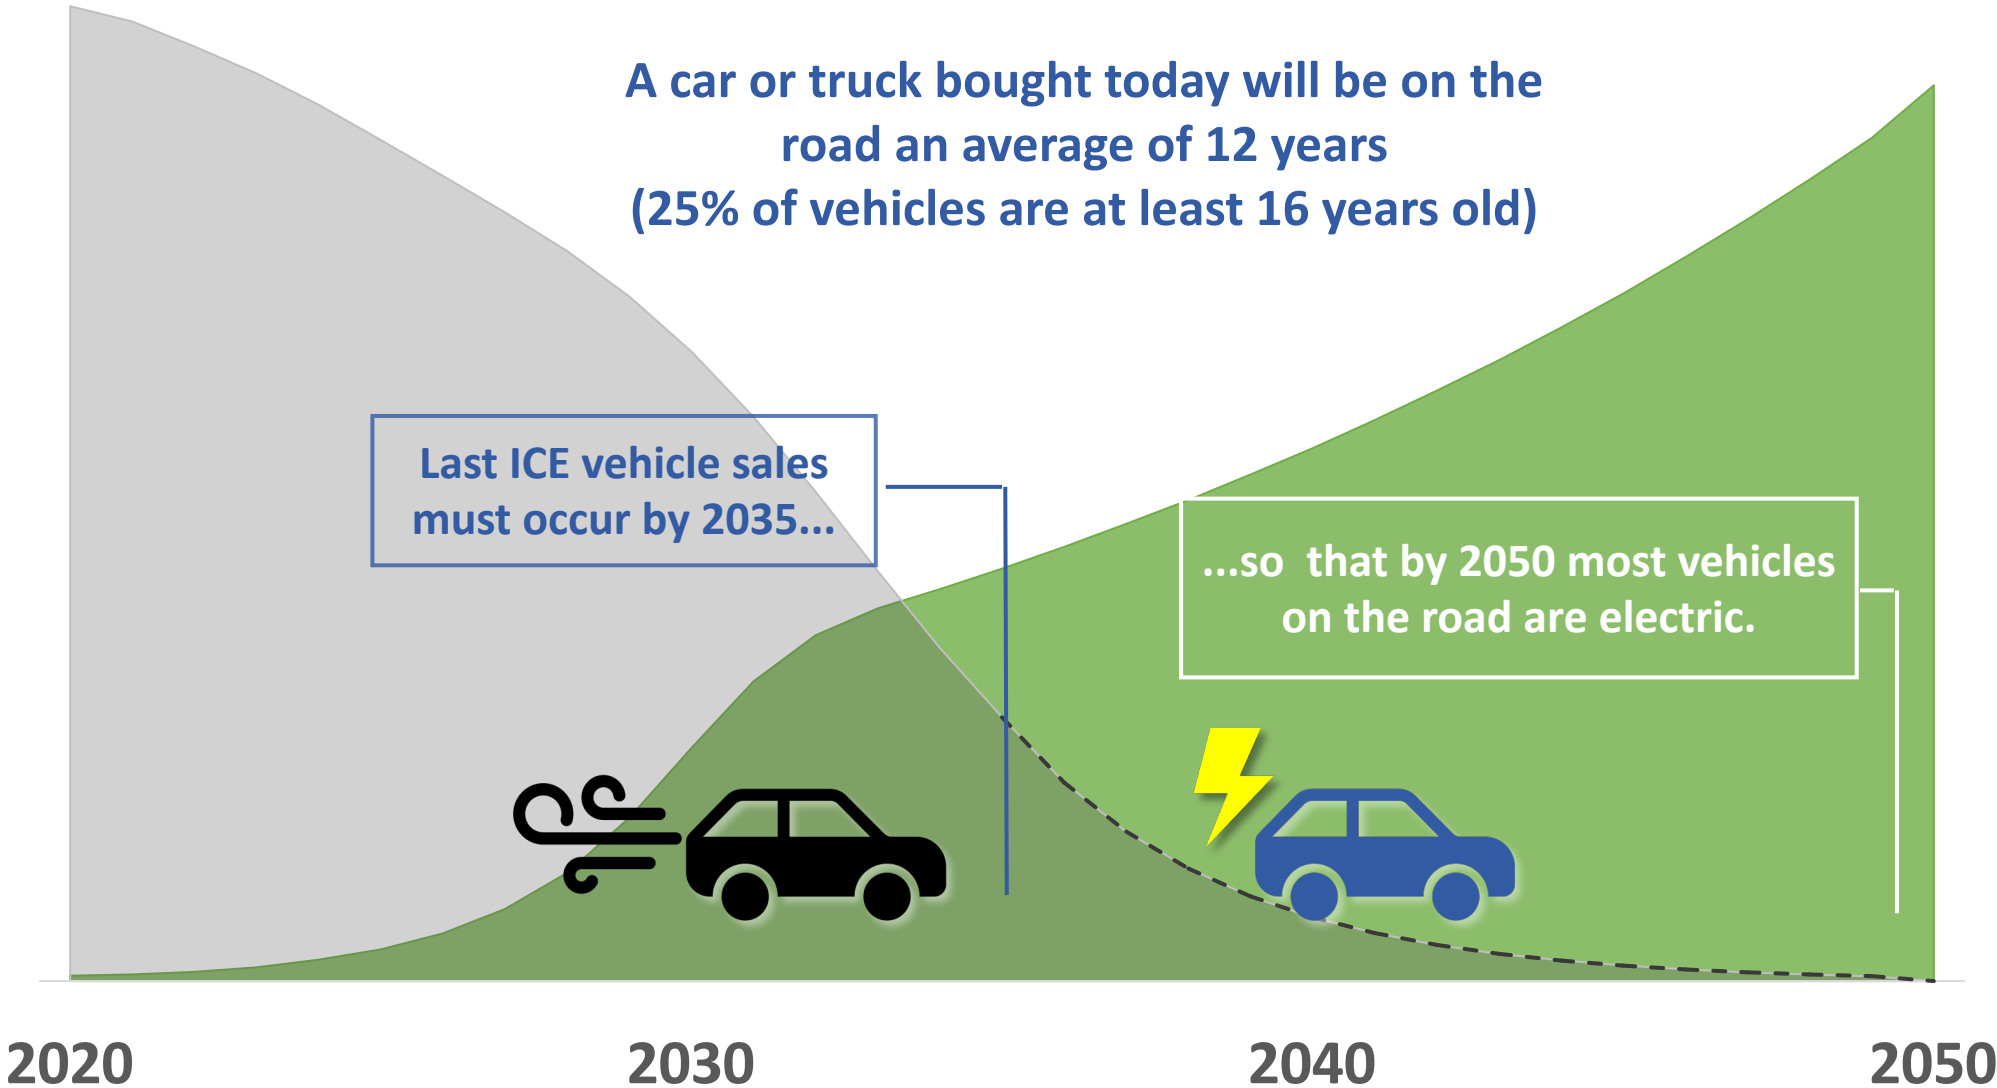 A car or truck bought today will be on the
road an average of 12 years
(25% of vehicles are at least 16 years old)
Last ICE vehicle sales
must occur by 2035...
...so  that by 2050 most vehicles
on the road are electric.
2020
2030
2040
2050